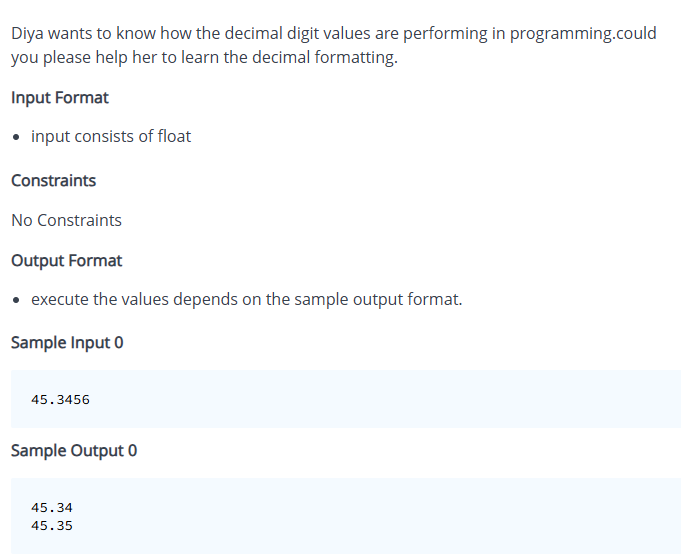 Diya wants to know how the decimal digit values are performing in programming.could
you please help her to learn the decimal formatting.
Input Format
• input consists of float
Constraints
No Constraints
Output Format
• execute the values depends on the sample output format.
Sample Input 0
45.3456
Sample Output 0
45.34
45.35